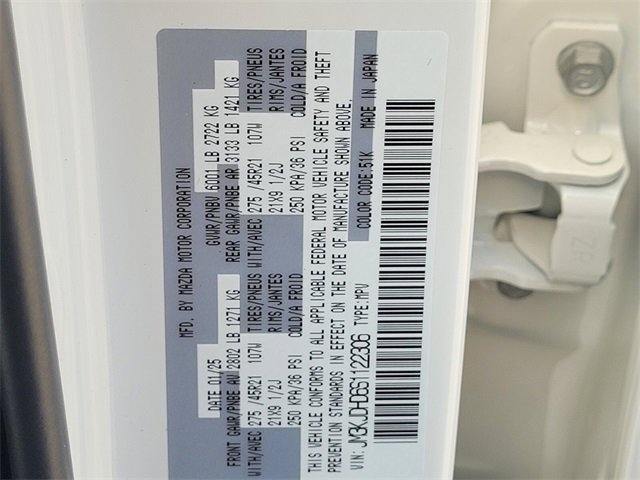 MFD. BY MAZDA MOTOR CORPORATION
DATE 01/25 GVWR/PNBV 6001 LB 2722 KG
FRONT GAWR/PNBE AV 2802 LB 1271 KG REAR GAWR/PNBE AR 3133 LB 1421 KG
WITH/AVEC 275 /45R21 107W TIRES/PNEUS WITH/AVEC 275 /45R21 107W TIRES/PNEUS
21X9 1/2J RIMS/JANTES 21X9 1/2J RIMS/JANTES
250 KPA/36 PSI COLD/A FROID 250 KPA/36 PSI COLD/A FROID
THIS VEHICLE CONFORMS TO ALL APPLICABLE FEDERAL MOTOR VEHICLE SAFETY AND THEFT
PREVENTION STANDARDS IN EFFECT ON THE DATE OF MANUFACTURE SHOWN ABOVE.
VIN: JM3KJDHD6S1122306 TYPE:MPV COLOR CODE:51K MADE IN JAPAN
ZR